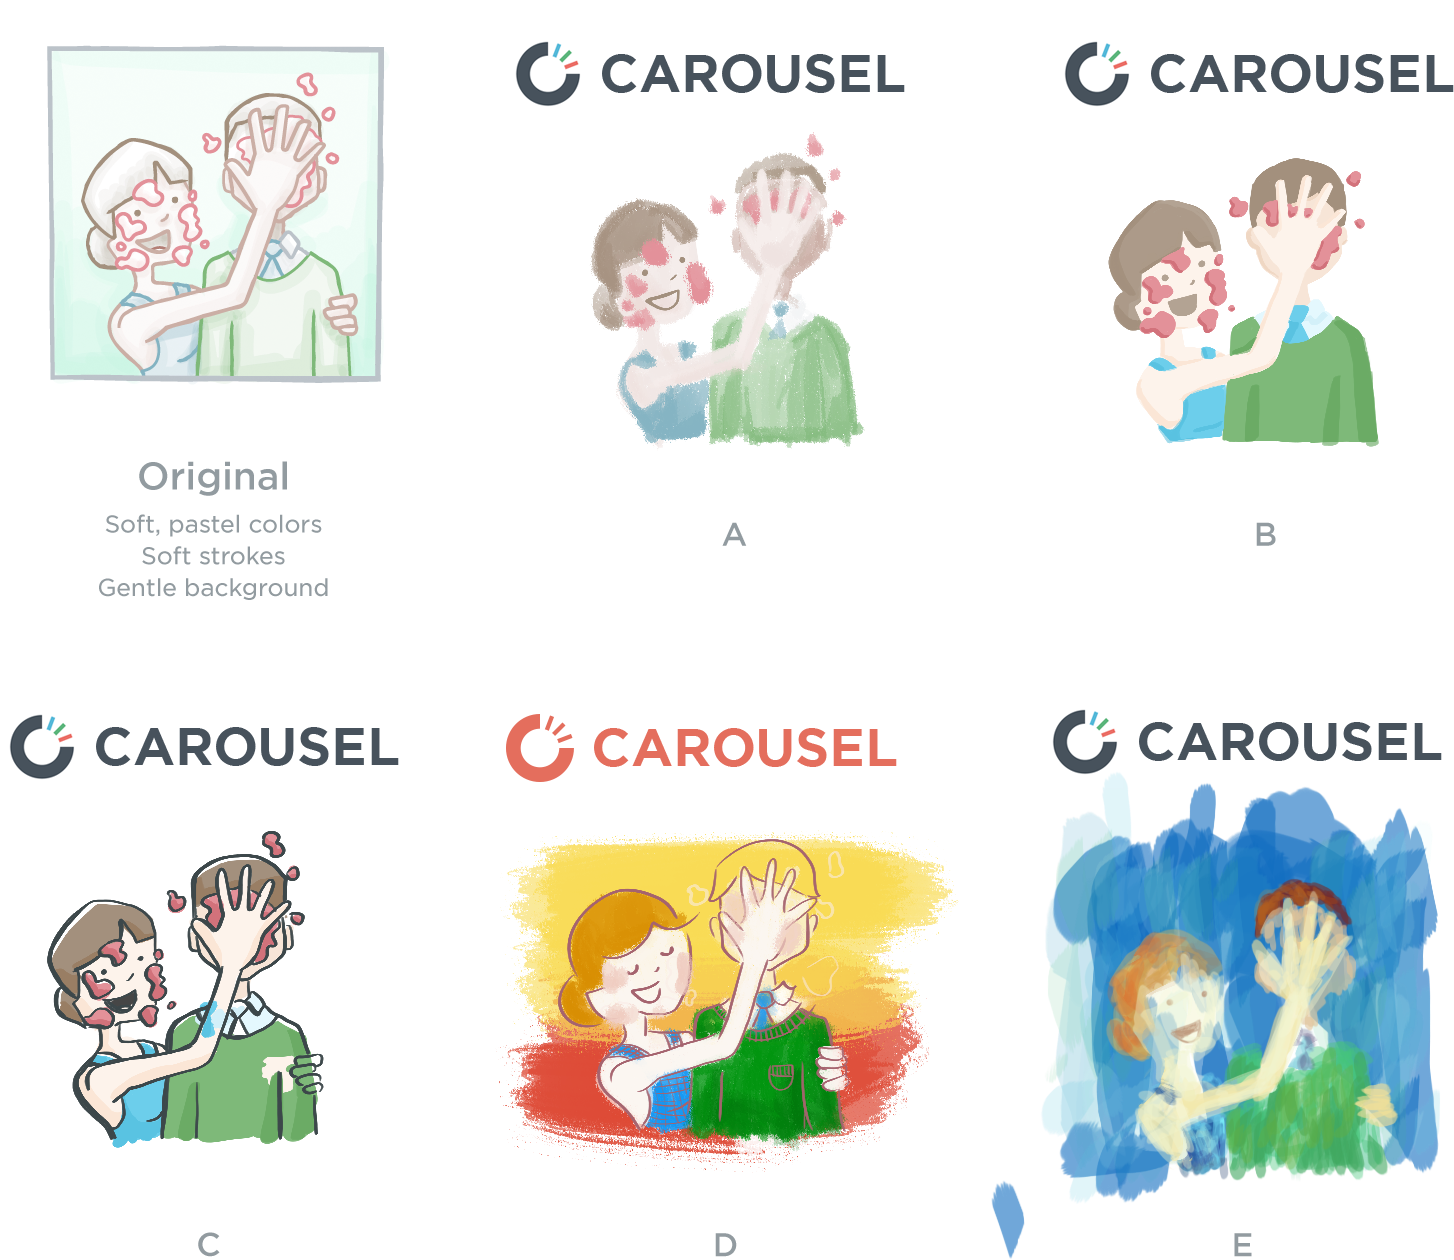 CAROUSEL
CAROUSEL
Original
Soft, pastel colors
Soft strokes
Gentle background
A
B
CAROUSEL
CAROUSEL
CAROUSEL
C
D
E